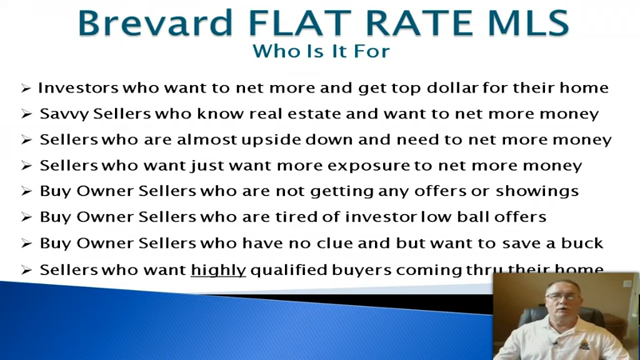 Brevard FLAT RATE MLS
Who Is It For
Investors who want to net more and get top dollar for their home
Savvy Sellers who know real estate and want to net more money
Sellers who are almost upside down and need to net more money
Sellers who want just want more exposure to net more money
Buy Owner Sellers who are not getting any offers or showings
Buy Owner Sellers who are tired of investor low ball offers
Buy Owner Sellers who have no clue and but want to save a buck
Sellers who want highly qualified buyers coming thru their home